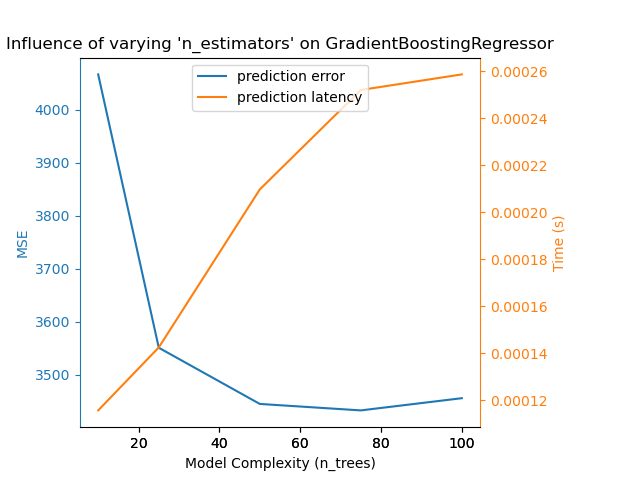 Influence of varying 'n_estimators' on GradientBoostingRegressor
prediction error
prediction latency
4000
3900
3800
3700
3600
3500
MSE
0.00026
0.00024
0.00022
0.00020
0.00018
0.00016
0.00014
0.00012
Time (s)
20 40 60 80 100
Model Complexity (n_trees)